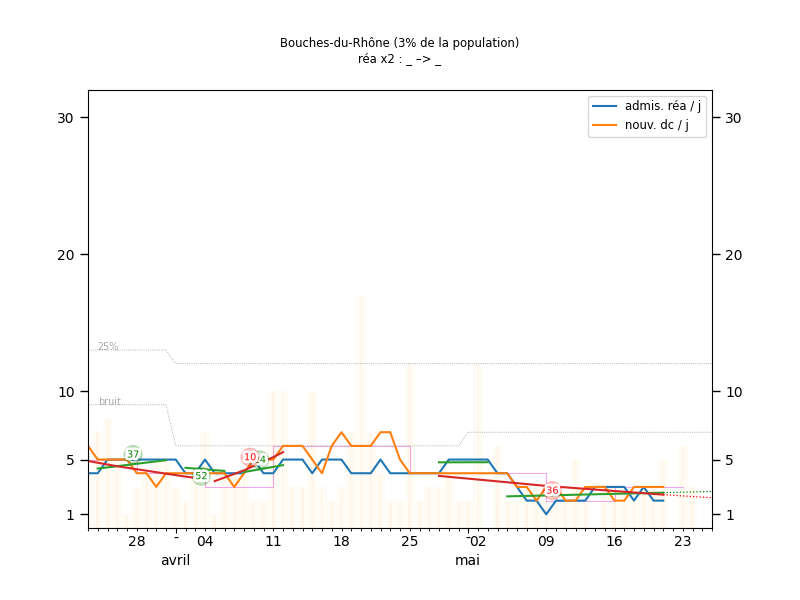 Bouches-du-Rhône (3% de la population)
réa x2 : _ –> _
admis. réa / j
nouv. dc / j
30 30
20 20
25%
10 10
bruit
37
10
.4
5 5
52
36
1 1
28 - 04 11 18 25 -02 09 16 23
avril mai